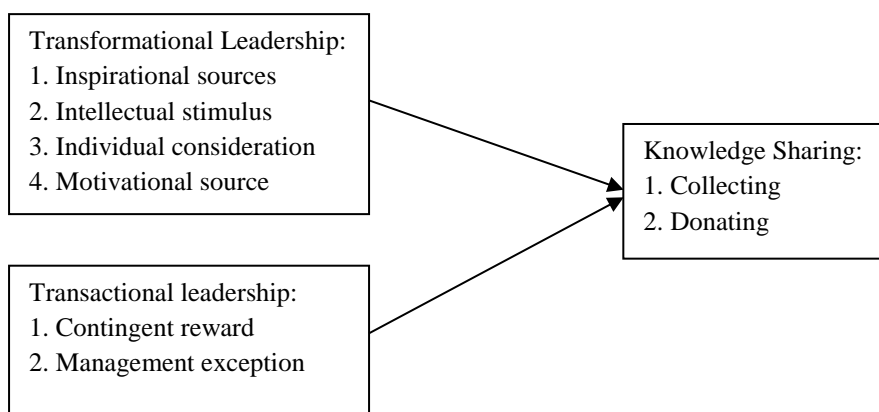 Transformational Leadership:
1. Inspirational sources
2. Intellectual stimulus
3. Individual consideration
4. Motivational source
Knowledge Sharing:
1. Collecting
2. Donating
Transactional leadership:
1. Contingent reward
2. Management exception